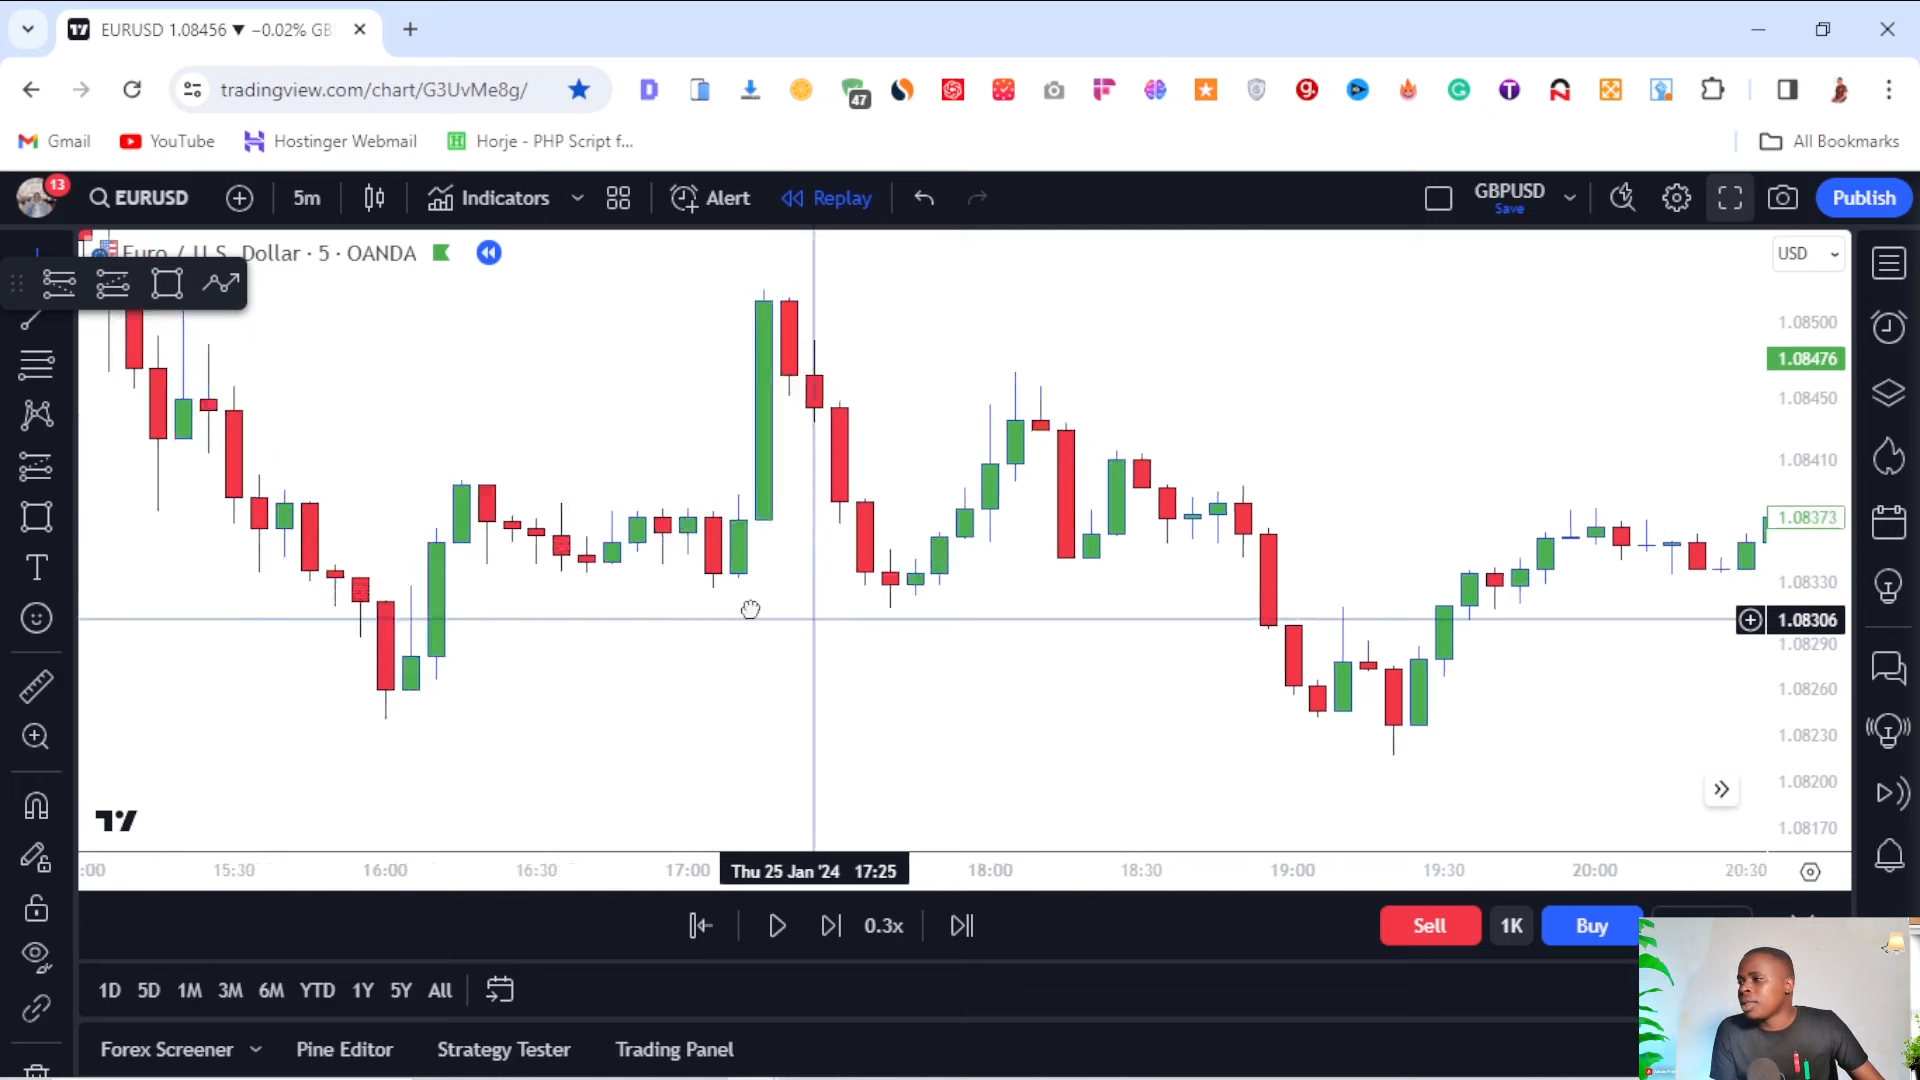 EURUSD 1.08456 ▼ −0.02% GB
tradingview.com/chart/G3UvMe8g/
47
Gmail
YouTube
Hostinger Webmail
Horje - PHP Script f...
All Bookmarks
13
EURUSD
5m
Indicators
Alert
Replay
GBPUSD
Save
Publish
Euro / U.S. Dollar · 5 · OANDA
USD
1.08500
1.08476
1.08450
1.08410
1.08373
1.08330
1.08306
1.08290
1.08260
1.08230
1.08200
1.08170
:00
15:30
16:00
16:30
17:00
Thu 25 Jan '24 17:25
18:00
18:30
19:00
19:30
20:00
20:30
0.3x
Sell
1K
Buy
1D
5D
1M
3M
6M
YTD
1Y
5Y
All
Forex Screener
Pine Editor
Strategy Tester
Trading Panel